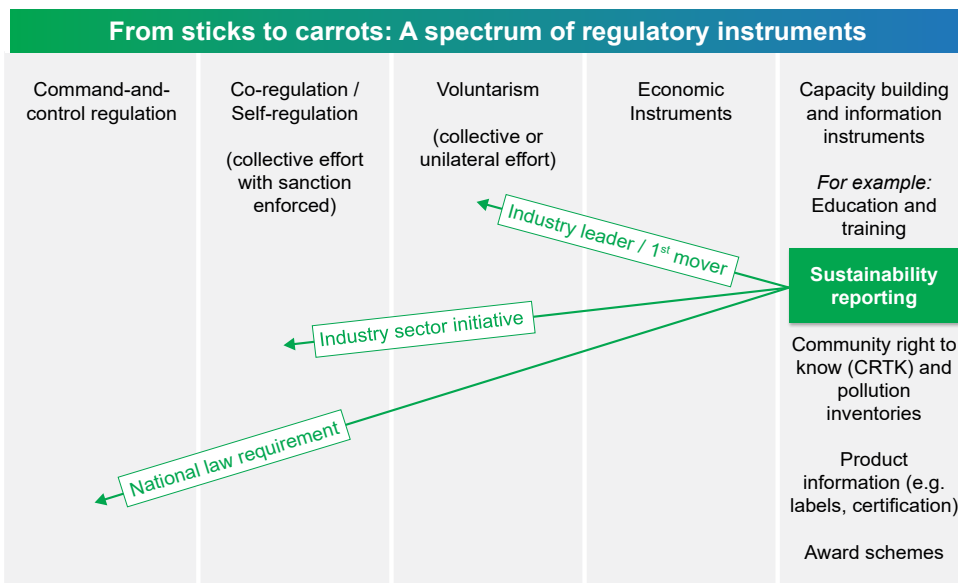 From sticks to carrots: A spectrum of regulatory instruments
Command-and-
control regulation
Co-regulation /
Self-regulation
(collective effort
with sanction
enforced)
Voluntarism
(collective or
unilateral effort)
Economic
Instruments
Capacity building
and information
instruments
For example:
Education and
training
Sustainability
reporting
Community right to
know (CRTK) and
pollution
inventories
Product
information (e.g.
labels, certification)
Award schemes
Industry leader / 1st mover
Industry sector initiative
National law requirement